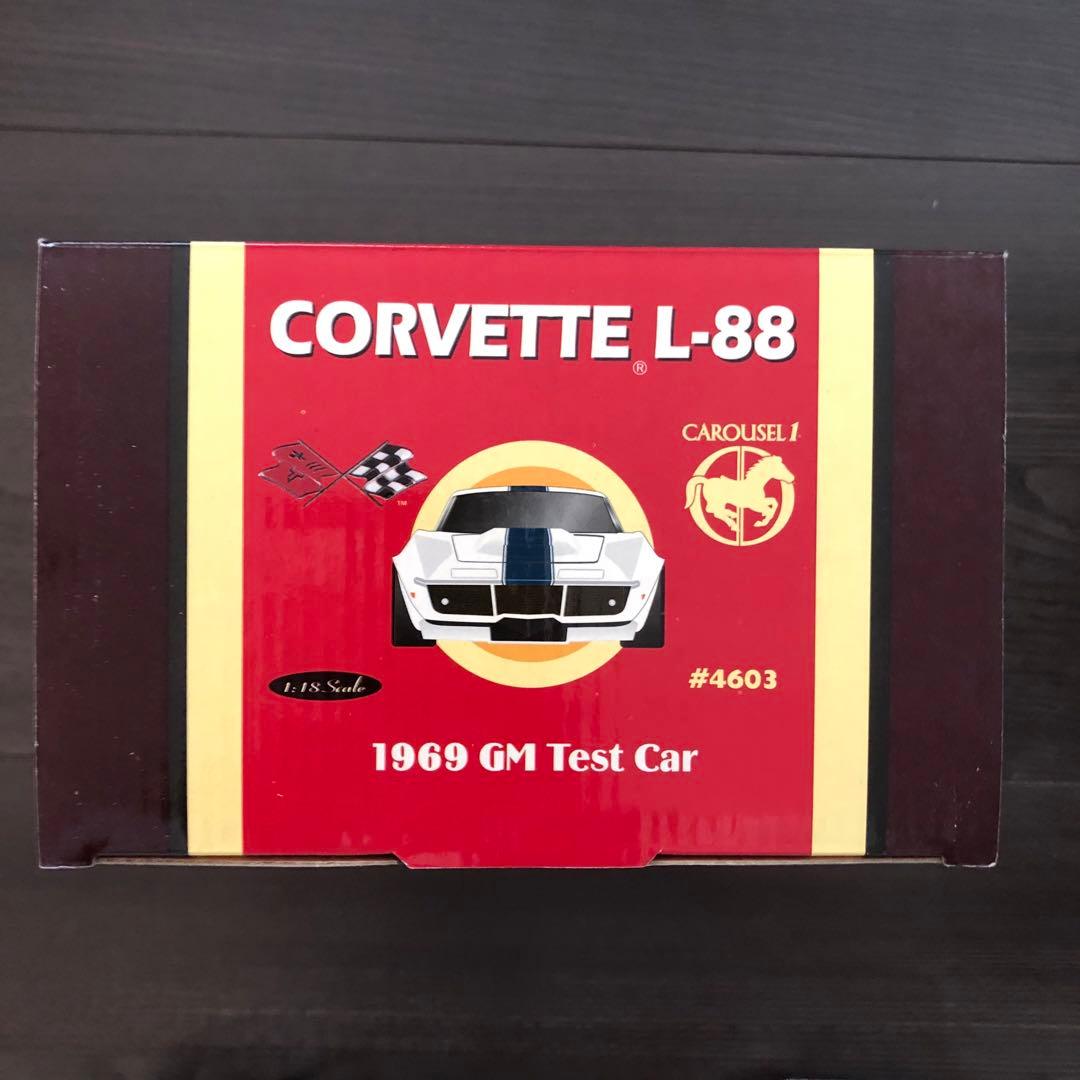 CORVETTE® L-88
CAROUSEL 1
TM
1:18 Scale
#4603
1969 GM Test Car